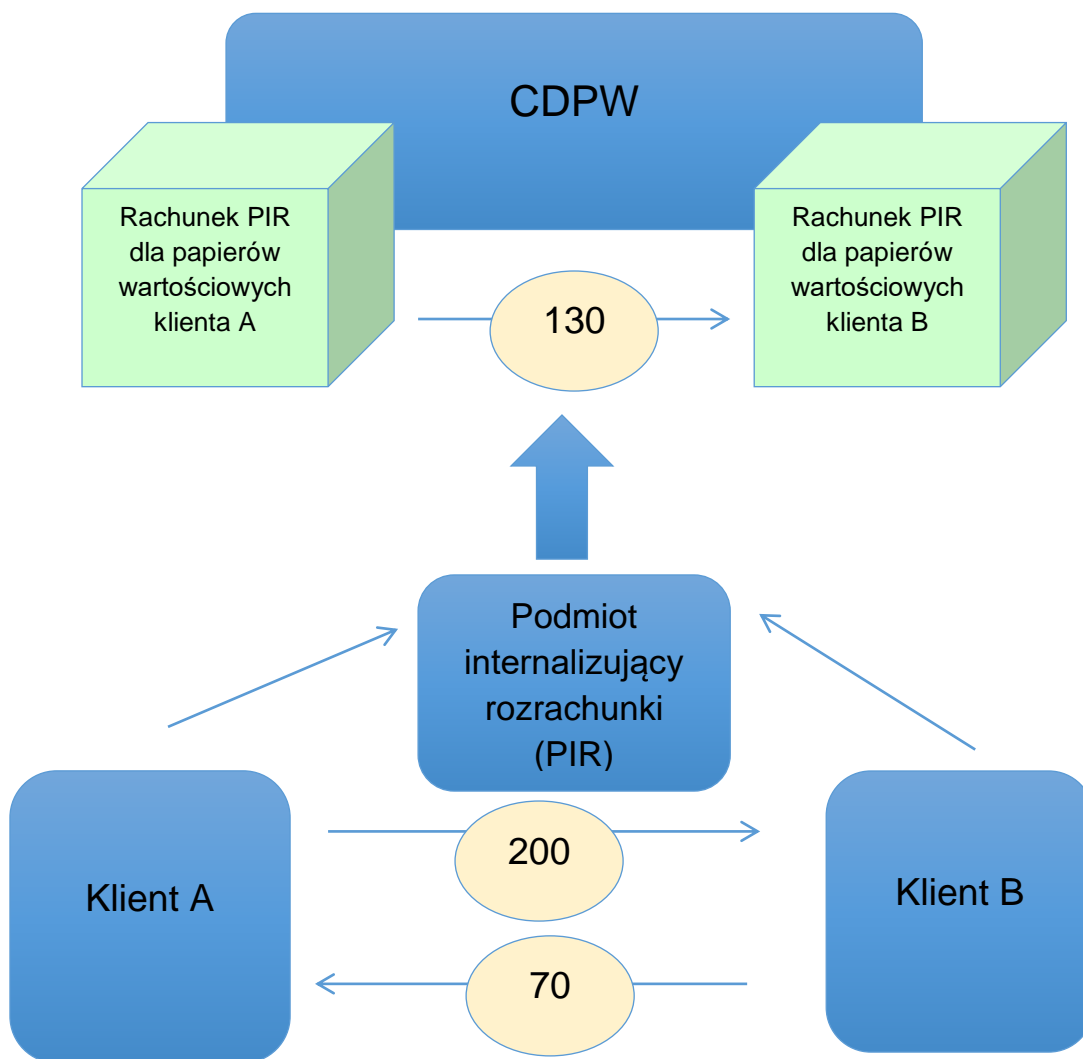 CDPW
Rachunek PIR
dla papierów
wartościowych
klienta A
Rachunek PIR
dla papierów
wartościowych
klienta B
130
Podmiot
internalizujący
rozrachunki
(PIR)
200
Klient A
Klient B
70